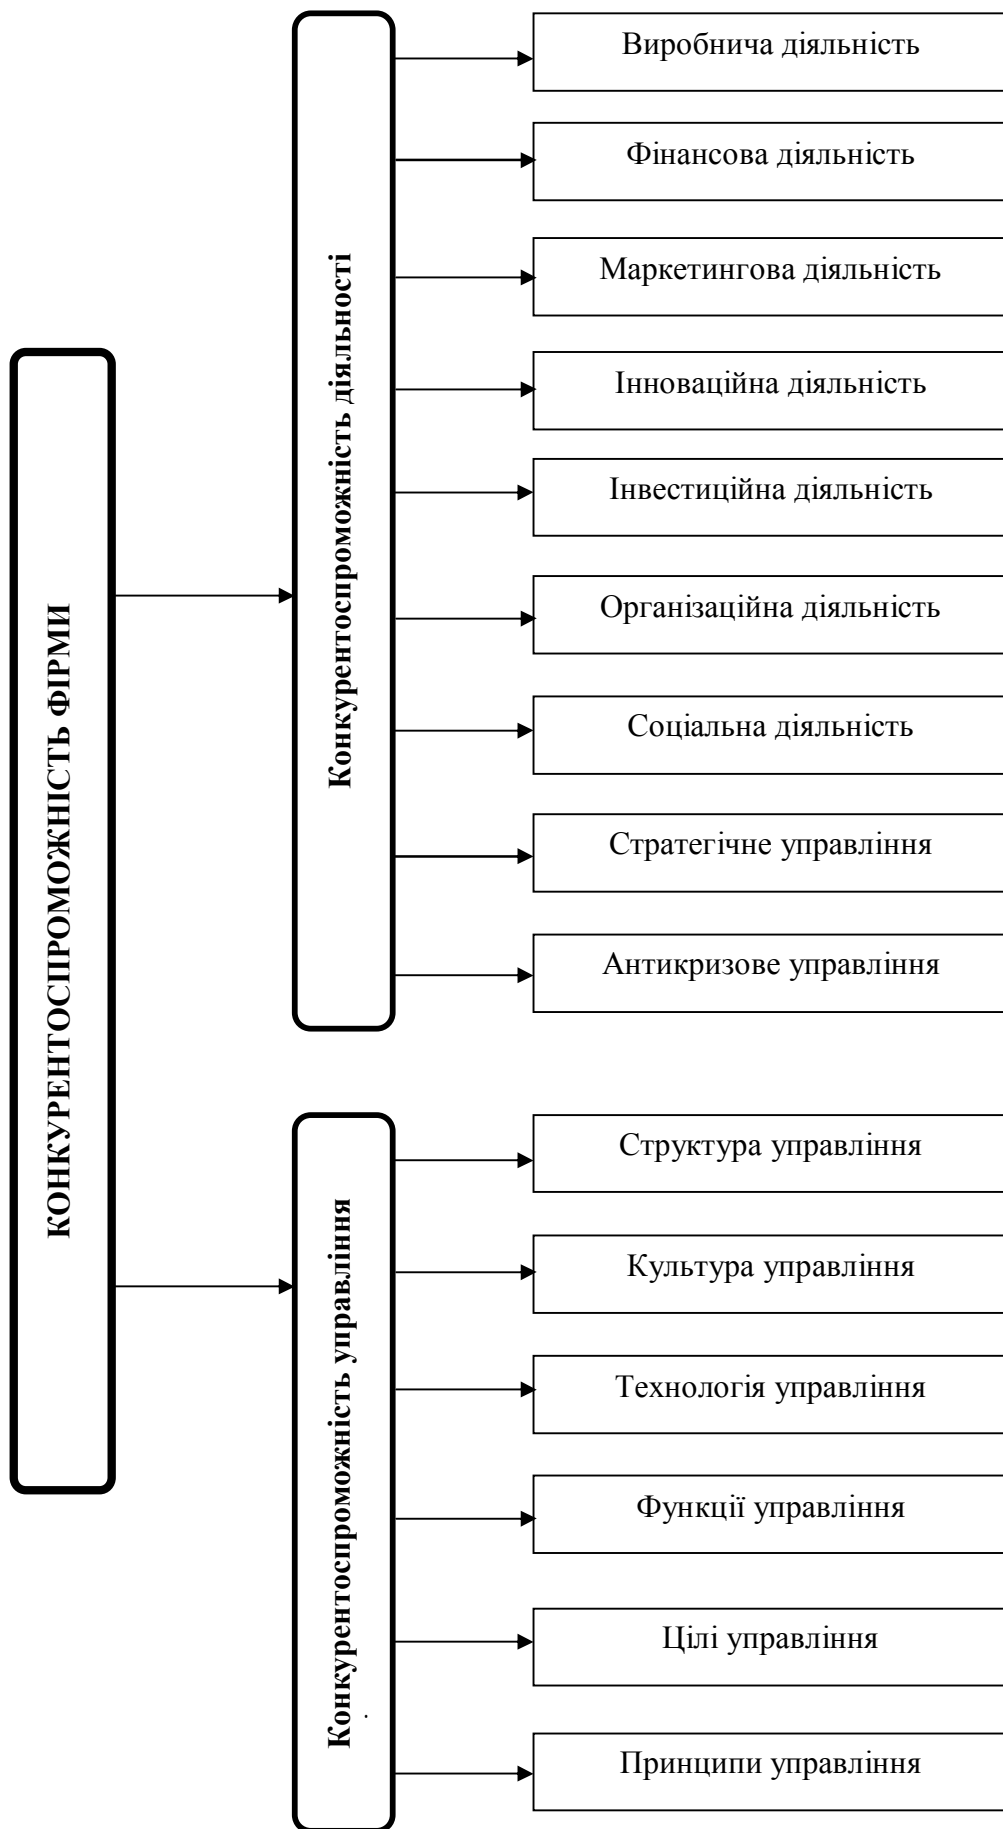 КОНКУРЕНТОСПРОМОЖНІСТЬ ФІРМИ
Конкурентоспроможність діяльності
Виробнича діяльність
Фінансова діяльність
Маркетингова діяльність
Інноваційна діяльність
Інвестиційна діяльність
Організаційна діяльність
Соціальна діяльність
Стратегічне управління
Антикризове управління
Конкурентоспроможність управління
.
Структура управління
Культура управління
Технологія управління
Функції управління
Цілі управління
Принципи управління